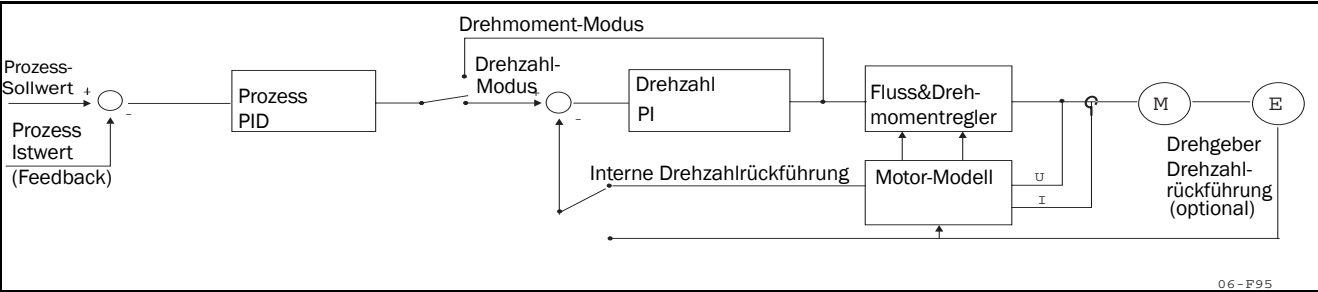 Drehmoment-Modus
Prozess-
Sollwert +
-
Prozess
Istwert
(Feedback)
Prozess
PID
Drehzahl-
Modus
+
-
Drehzahl
PI
Fluss&Dreh-
momentregler
M
E
Interne Drehzahlrückführung
Motor-Modell
U
I
Drehgeber
Drehzahl-
rückführung
(optional)
06-F95